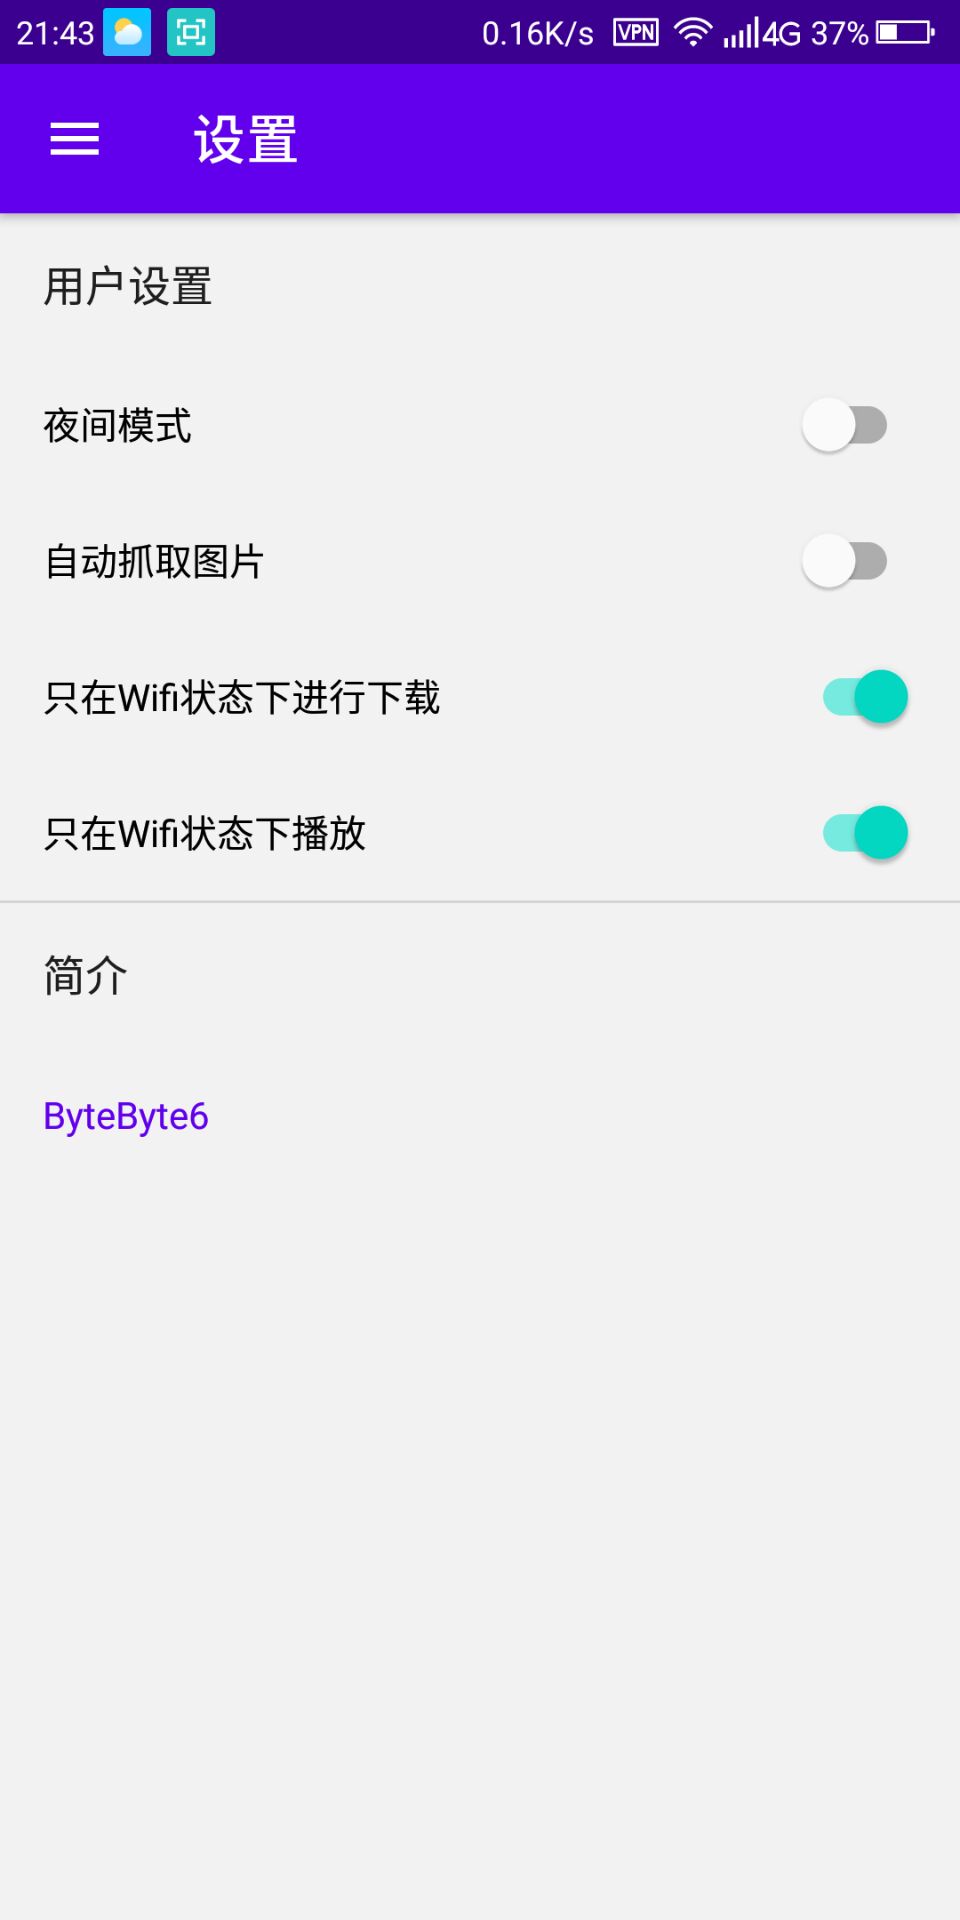 21:43 0.16K/s VPN 4G 37%
设置
用户设置
夜间模式
自动抓取图片
只在Wifi状态下进行下载
只在Wifi状态下播放
简介
ByteByte6